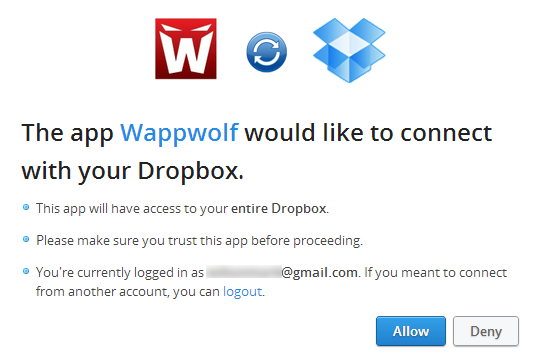 W
The app Wappwolf would like to connect
with your Dropbox.
This app will have access to your entire Dropbox.
Please make sure you trust this app before proceeding.
You're currently logged in as @gmail.com. If you meant to connect
from another account, you can logout.
Allow Deny